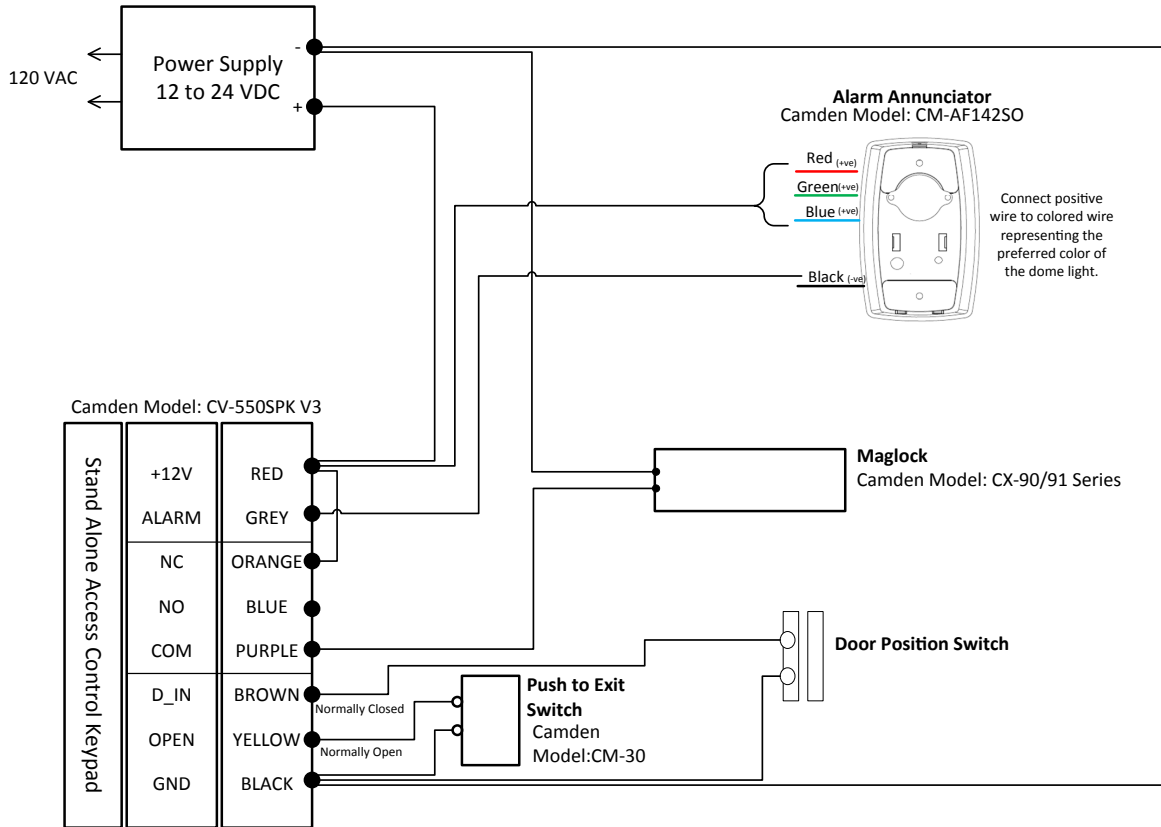 120 VAC
Power Supply
12 to 24 VDC
-
+
Alarm Annunciator
Camden Model: CM-AF142SO
Red (+ve)
Green(+ve)
Blue (+ve)
Black (-ve)
Connect positive
wire to colored wire
representing the
preferred color of
the dome light.
Camden Model: CV-550SPK V3
Stand Alone Access Control Keypad
+12V RED
ALARM GREY
NC ORANGE
NO BLUE
COM PURPLE
D_IN BROWN
OPEN YELLOW
GND BLACK
Normally Closed
Normally Open
Maglock
Camden Model: CX-90/91 Series
Door Position Switch
Push to Exit
Switch
Camden
Model:CM-30